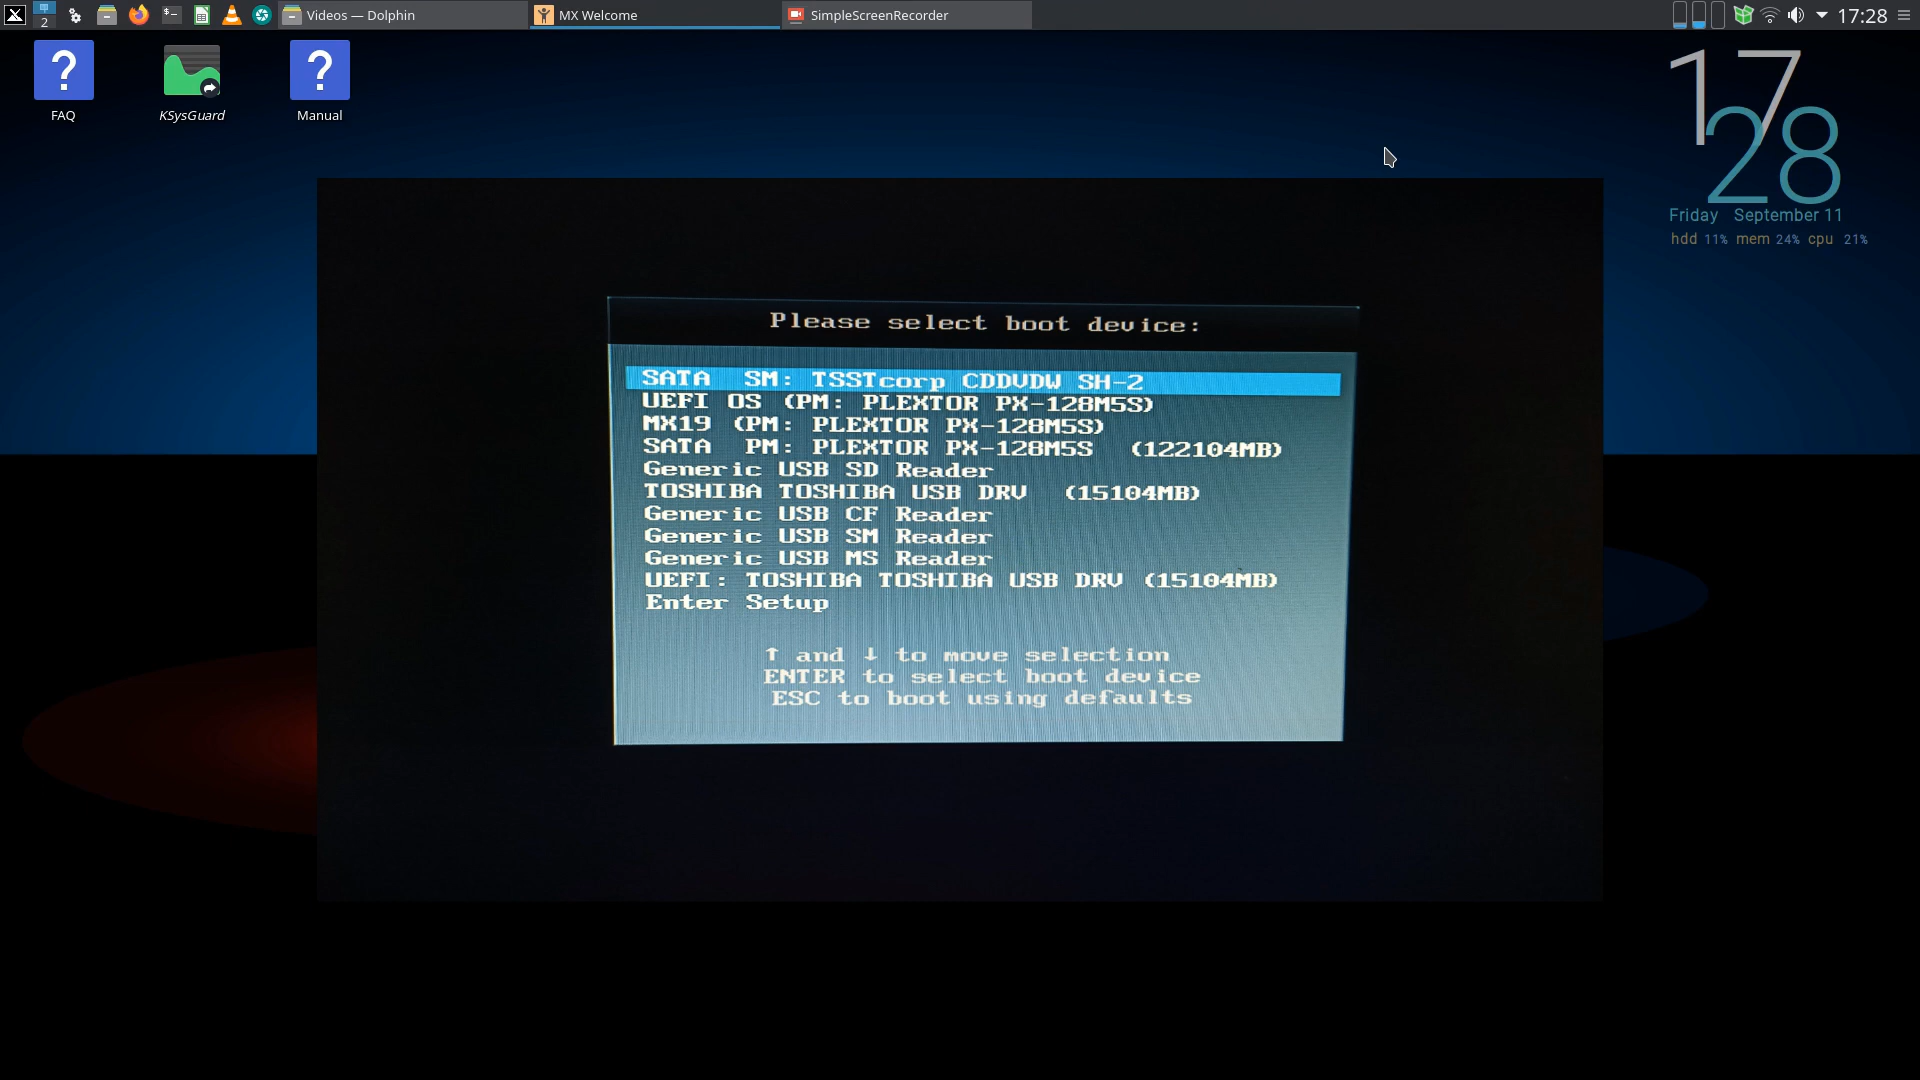 2
Videos — Dolphin
MX Welcome
SimpleScreenRecorder
17:28
FAQ
KSysGuard
Manual
17
28
Friday September 11
hdd 11% mem 24% cpu 21%
Please select boot device:
SATA SM: TSSTcorp CDDVDW SH-2
UEFI OS (PM: PLEXTOR PX-128M5S)
MX19 (PM: PLEXTOR PX-128M5S)
SATA PM: PLEXTOR PX-128M5S (122104MB)
Generic USB SD Reader
TOSHIBA TOSHIBA USB DRV (15104MB)
Generic USB CF Reader
Generic USB SM Reader
Generic USB MS Reader
UEFI: TOSHIBA TOSHIBA USB DRV (15104MB)
Enter Setup
↑ and ↓ to move selection
ENTER to select boot device
ESC to boot using defaults